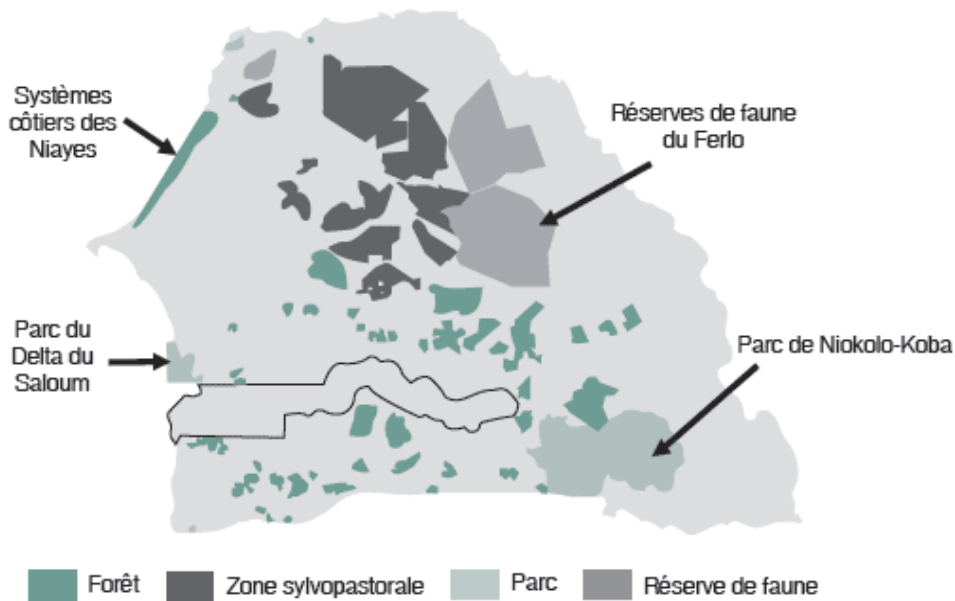 Systèmes
côtiers des
Niayes
Réserves de faune
du Ferlo
Parc du
Delta du
Saloum
Parc de Niokolo-Koba
Forêt
Zone sylvopastorale
Parc
Réserve de faune